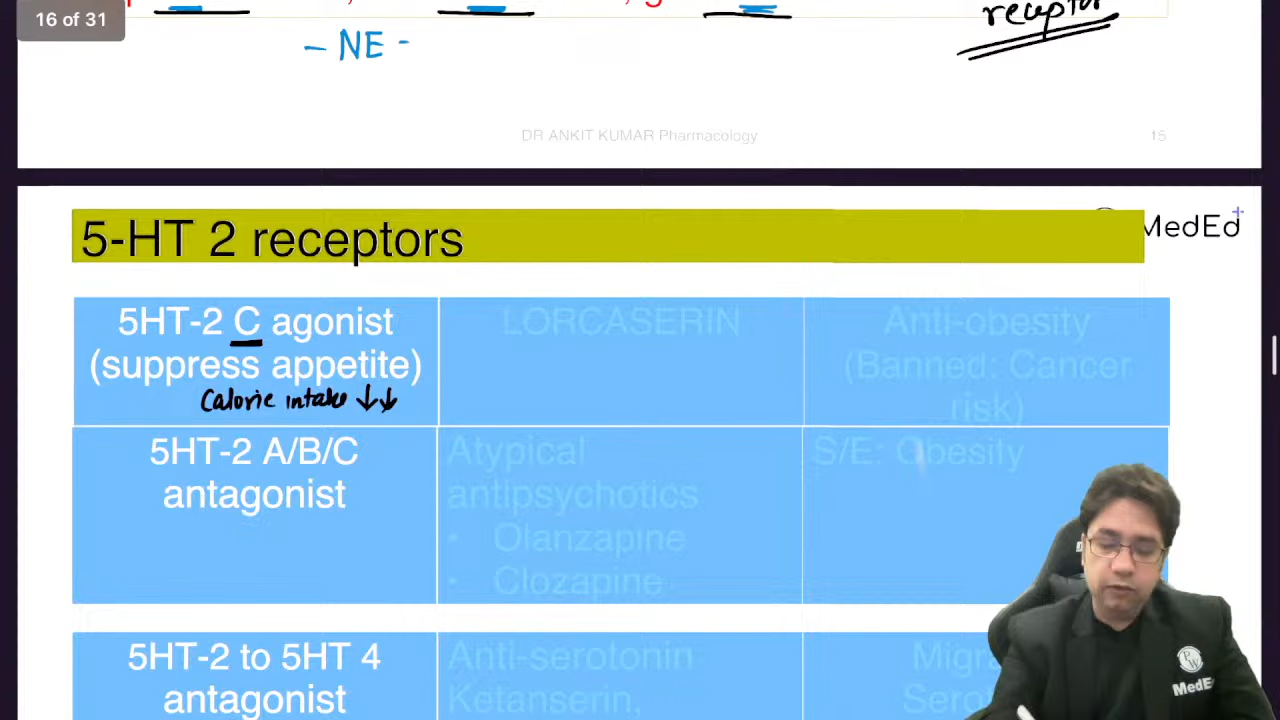 16 of 31
receptor
– NE -
DR ANKIT KUMAR Pharmacology
15
5-HT 2 receptors
MedEd
5HT-2 C agonist
(suppress appetite)
Calorie intake ↓↓
LORCASERIN
Anti-obesity
(Banned: Cancer
risk)
5HT-2 A/B/C
antagonist
Atypical
antipsychotics
• Olanzapine
• Clozapine
S/E: Obesity
5HT-2 to 5HT 4
antagonist
Anti-serotonin
Ketanserin,
PW
MedEd